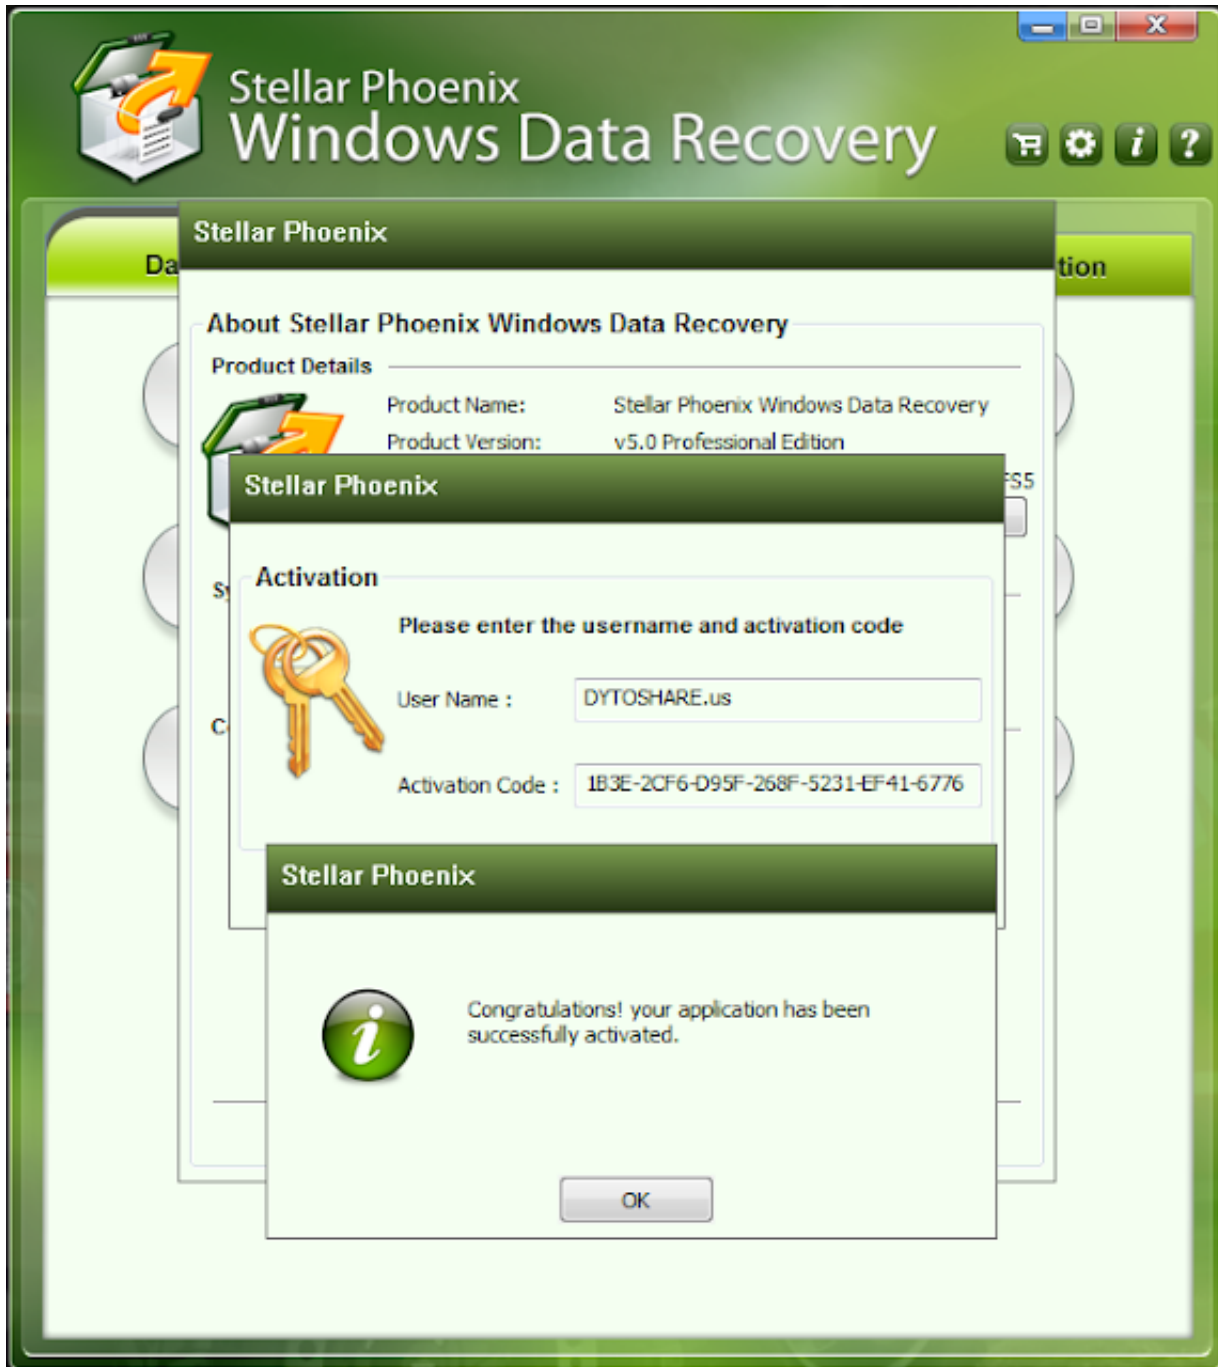 Stellar Phoenix
Windows Data Recovery
Stellar Phoenix
Da
tion
About Stellar Phoenix Windows Data Recovery
Product Details
Product Name: Stellar Phoenix Windows Data Recovery
Product Version: v5.0 Professional Edition
Stellar Phoenix
FS5
Activation
Please enter the username and activation code
User Name : DYTOSHARE.us
Activation Code : 1B3E-2CF6-D95F-268F-5231-EF41-6776
Stellar Phoenix
Congratulations! your application has been
successfully activated.
OK